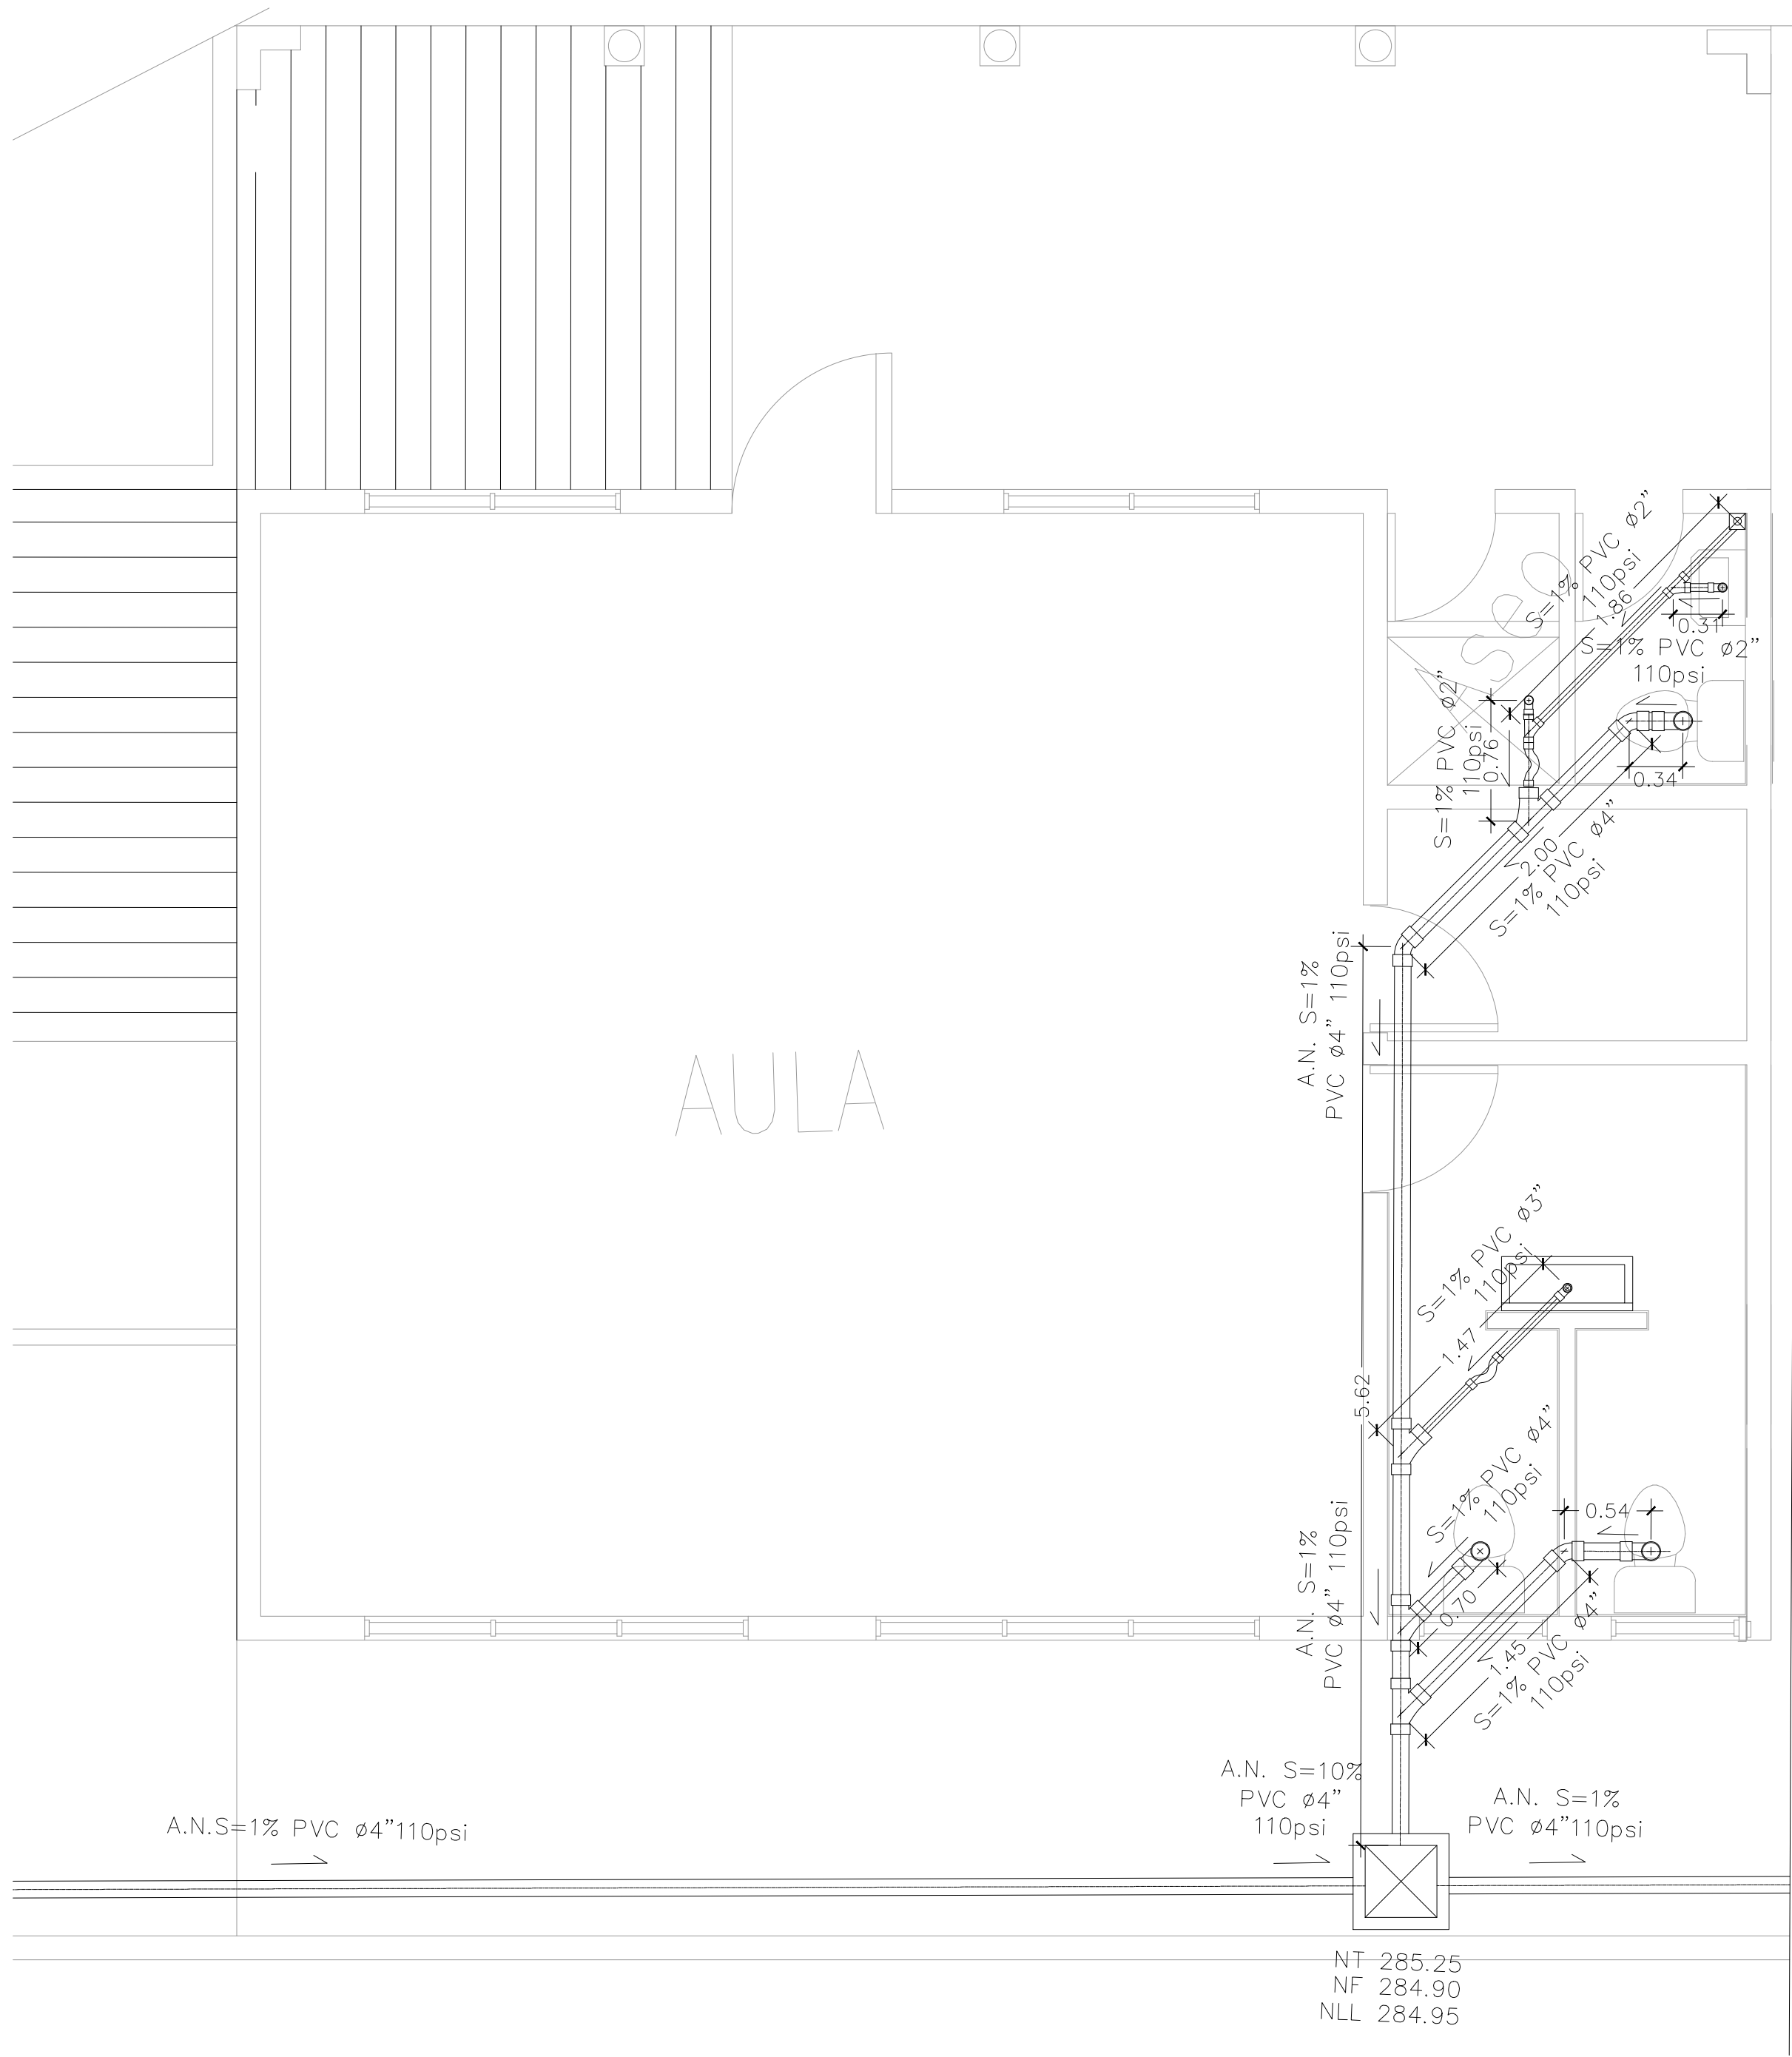 S=1% PVC ø2”
110psi
1.86
Aseo
0.31
S=1% PVC ø2”
110psi
S=1% PVC ø2”
110psi
0.76
0.34
2.00
S=1% PVC ø4”
110psi
A.N. S=1%
PVC ø4” 110psi
AULA
S=1% PVC ø3”
110psi
1.47
5.62
S=1% PVC ø4”
110psi
0.54
0.70
A.N. S=1%
PVC ø4” 110psi
1.45
S=1% PVC ø4”
110psi
A.N. S=10%
PVC ø4”
110psi
A.N. S=1%
PVC ø4”110psi
A.N.S=1% PVC ø4”110psi
NT 285.25
NF 284.90
NLL 284.95